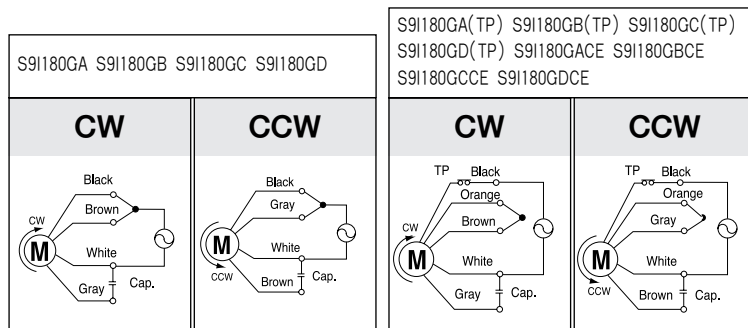 S9I180GA S9I180GB S9I180GC S9I180GD
CW
CCW
Black
Brown
CW
M
White
Gray
Cap.
Black
Gray
M
White
CCW
Brown
Cap.
S9I180GA(TP) S9I180GB(TP) S9I180GC(TP)
S9I180GD(TP) S9I180GACE S9I180GBCE
S9I180GCCE S9I180GDCE
CW
CCW
TP
Black
Orange
CW
Brown
M
White
Gray
Cap.
TP
Black
Orange
Gray
M
White
CCW
Brown
Cap.